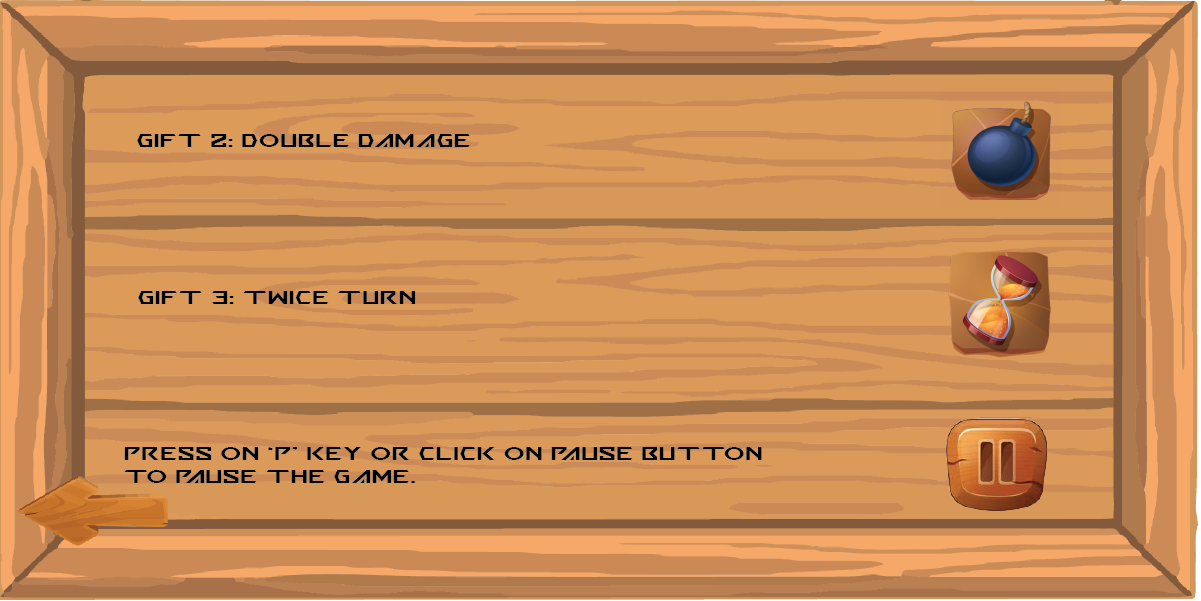 GIFT 2: DOUBLE DAMAGE
GIFT 3: TWICE TURN
PRESS ON 'P' KEY OR CLICK ON PAUSE BUTTON
TO PAUSE THE GAME.